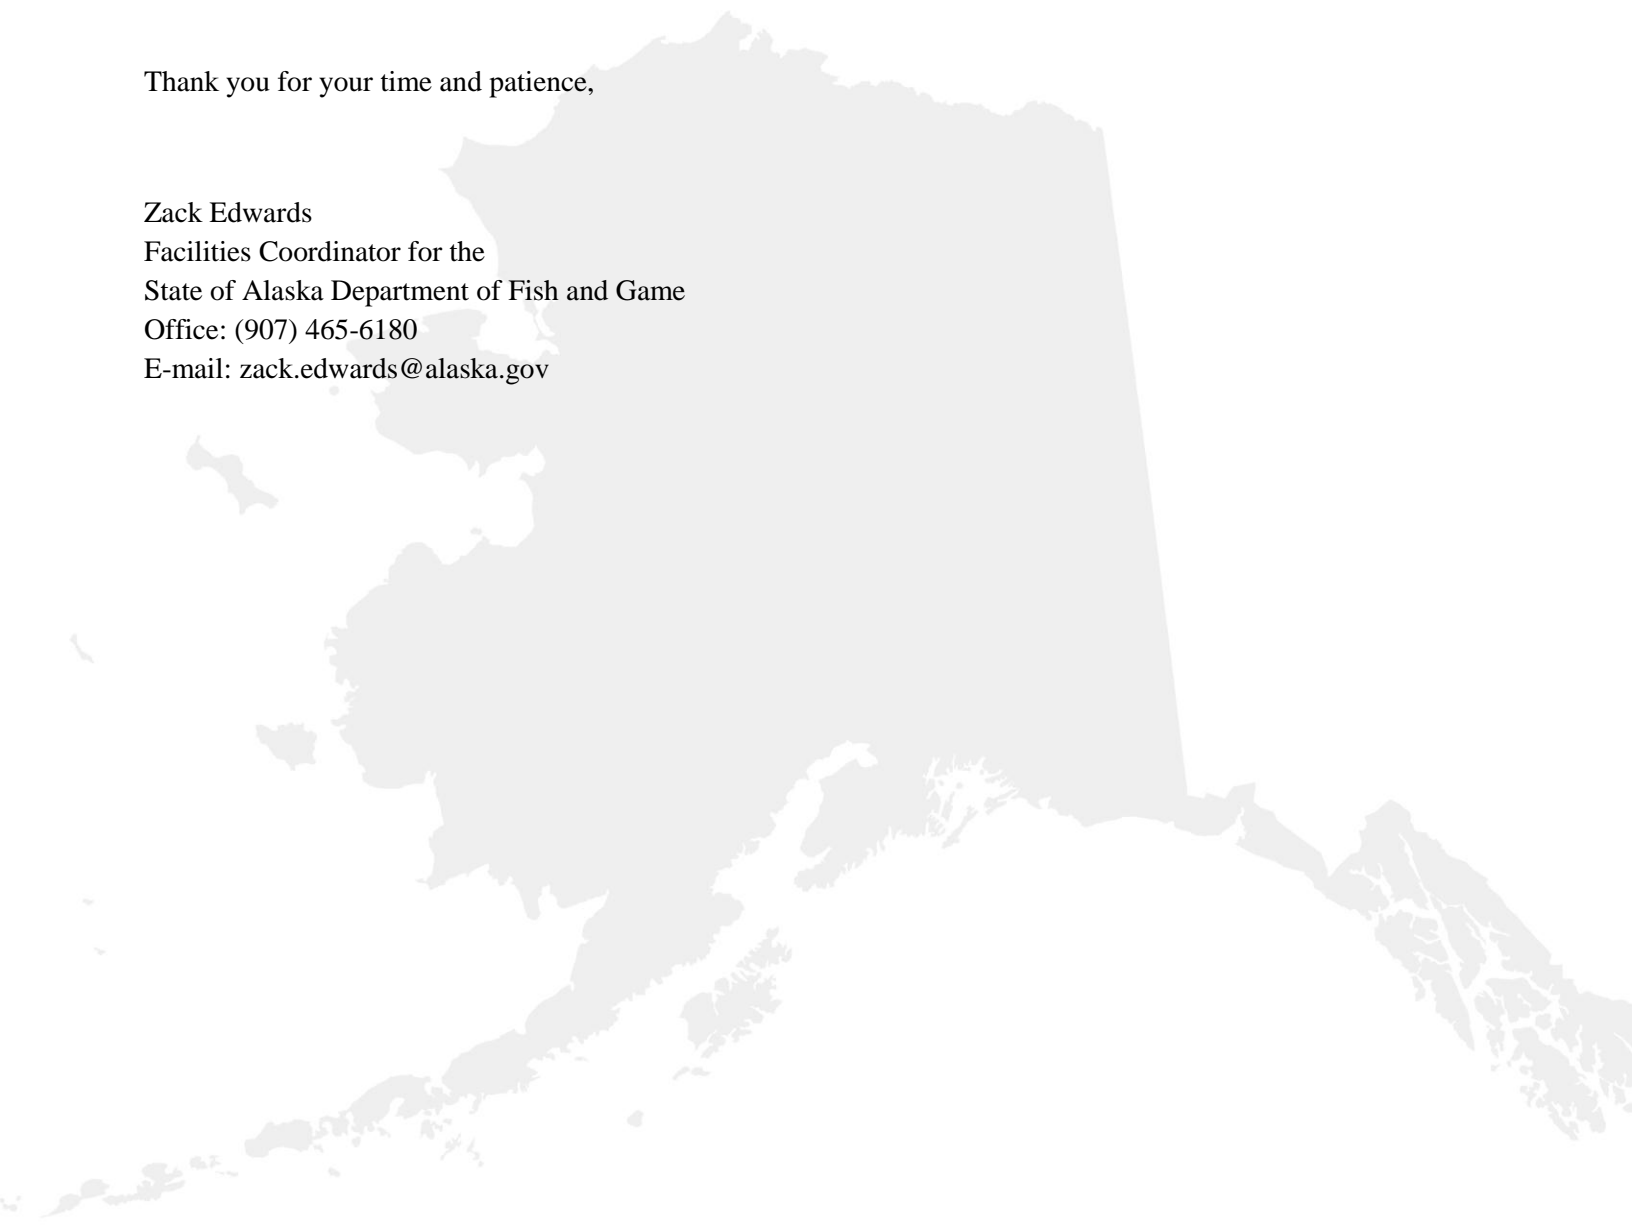 Thank you for your time and patience,
Zack Edwards
Facilities Coordinator for the
State of Alaska Department of Fish and Game
Office: (907) 465-6180
E-mail: zack.edwards@alaska.gov